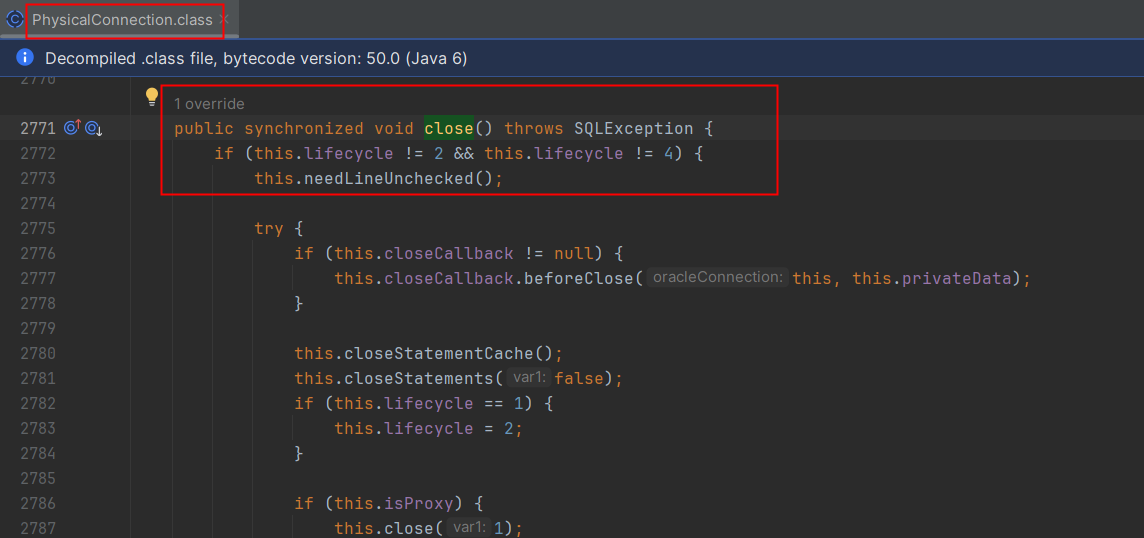 PhysicalConnection.class
Decompiled .class file, bytecode version: 50.0 (Java 6)
2770
1 override
2771 public synchronized void close() throws SQLException {
2772 if (this.lifecycle != 2 && this.lifecycle != 4) {
2773 this.needLineUnchecked();
2774
2775 try {
2776 if (this.closeCallback != null) {
2777 this.closeCallback.beforeClose( oracleConnection: this, this.privateData);
2778 }
2779
2780 this.closeStatementCache();
2781 this.closeStatements( var1: false);
2782 if (this.lifecycle == 1) {
2783 this.lifecycle = 2;
2784 }
2785
2786 if (this.isProxy) {
2787 this.close( var1: 1);